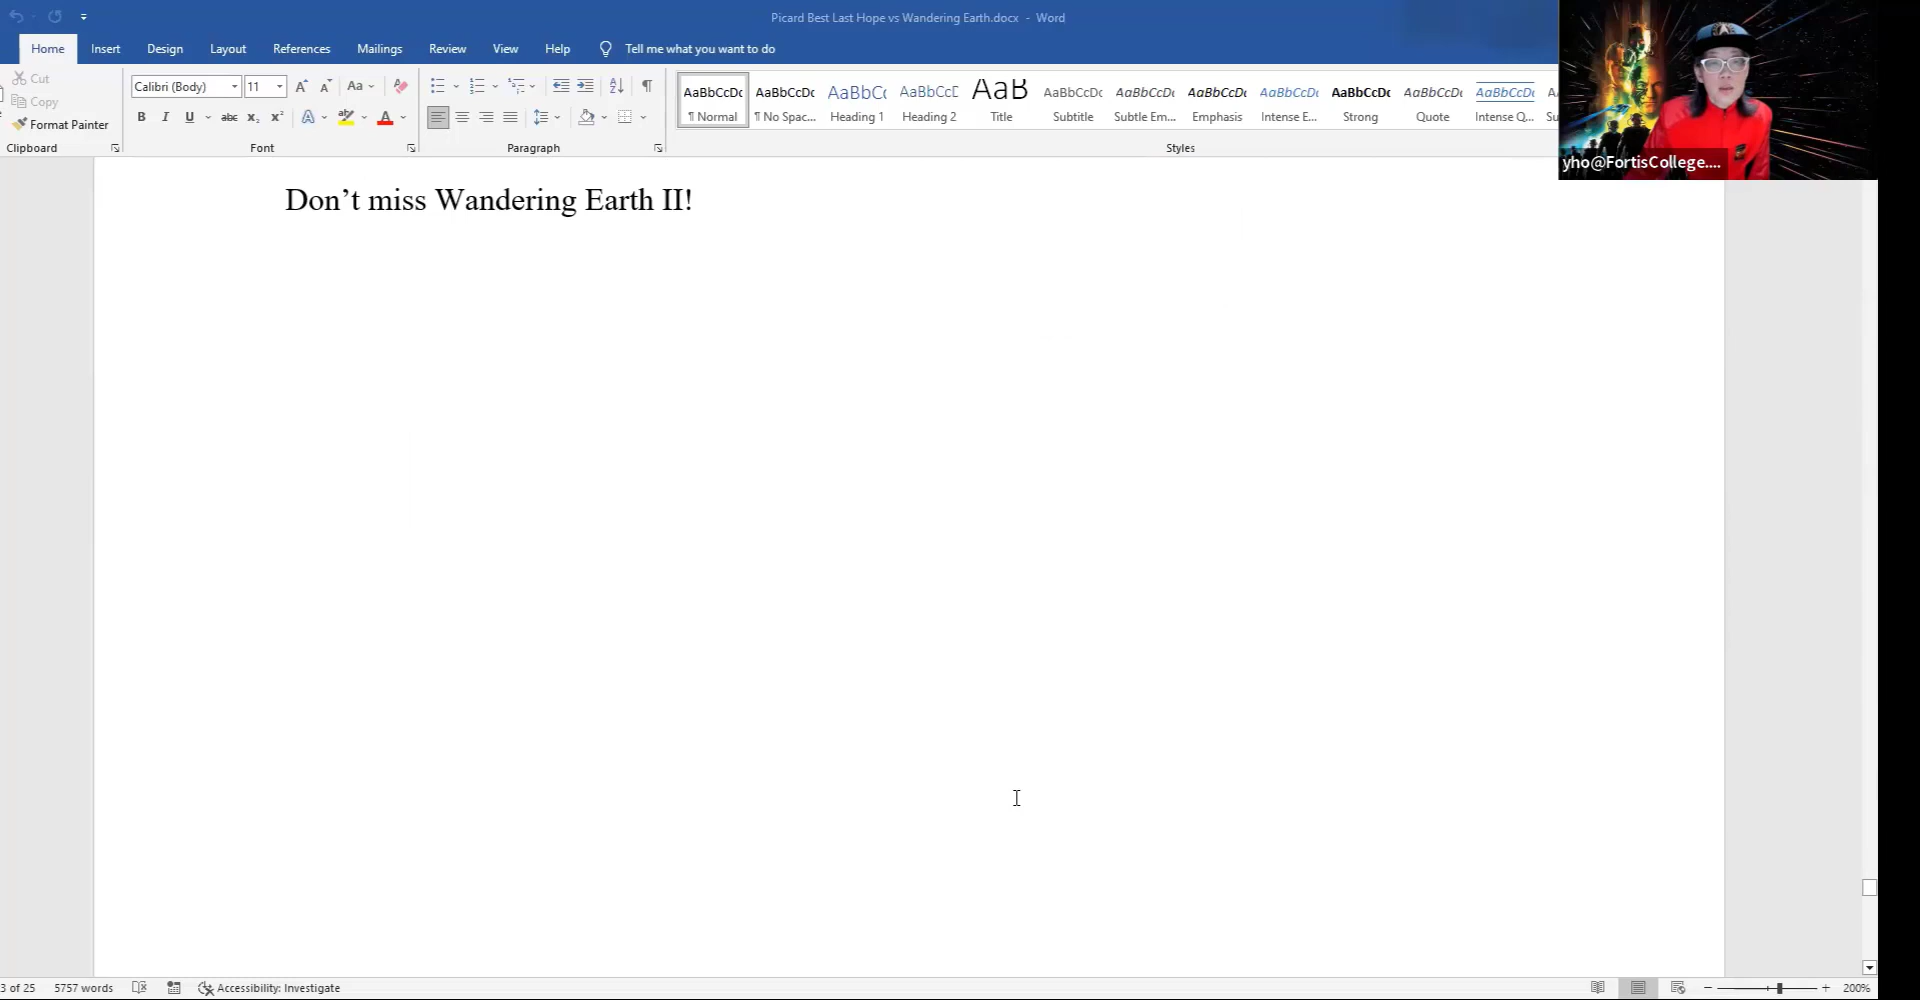 Picard Best Last Hope vs Wandering Earth.docx - Word
Home Insert Design Layout References Mailings Review View Help Tell me what you want to do
Cut
Copy
Format Painter
Calibri (Body) 11
AaBbCcDc AaBbCcDc AaBbCc AaBbCcD AaB AaBbCcDc AaBbCcDc AaBbCcDc AaBbCcDc AaBbCcDc AaBbCcDc AaBbCcDc
¶ Normal ¶ No Spac... Heading 1 Heading 2 Title Subtitle Subtle Em... Emphasis Intense E... Strong Quote Intense Q... Su
Clipboard Font Paragraph Styles
yho@FortisCollege....
Don’t miss Wandering Earth II!
3 of 25 5757 words Accessibility: Investigate 200%